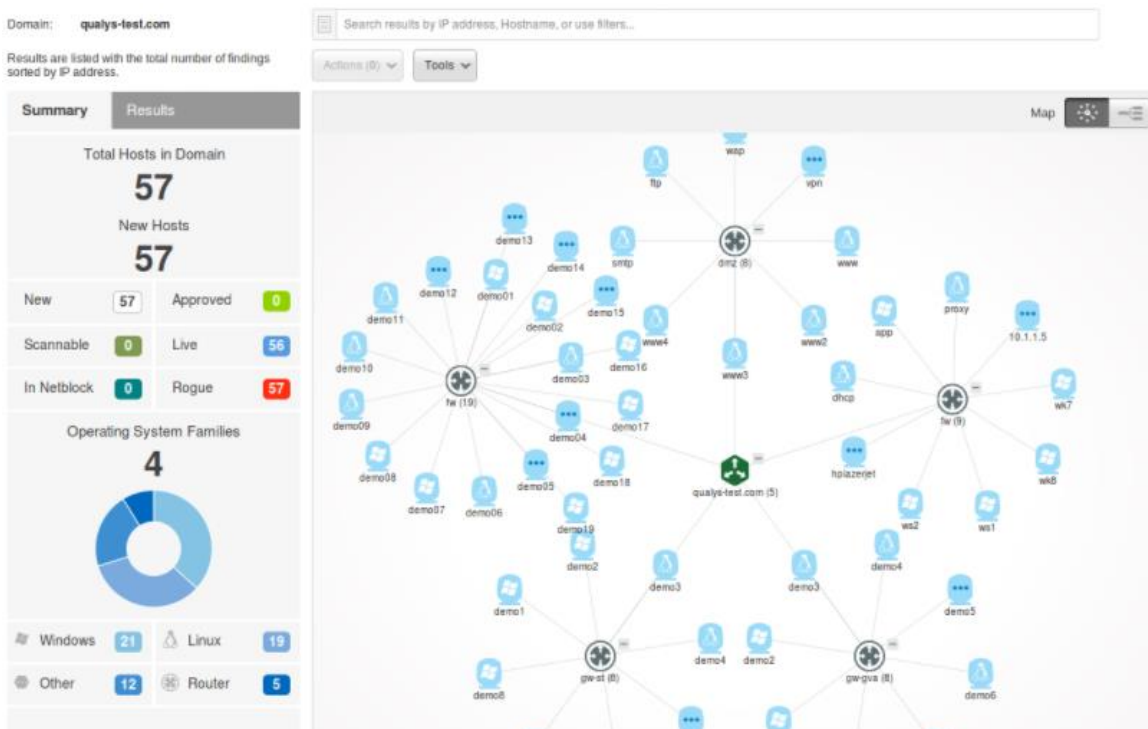 Domain: qualys-test.com
Search results by IP address, Hostname, or use filters...
Results are listed with the total number of findings
sorted by IP address.
Actions (0)
Tools
Summary
Results
Map
Total Hosts in Domain
57
New Hosts
57
New 57
Approved 0
Scannable 0
Live 56
In Netblock 0
Rogue 57
Operating System Families
4
Windows 21
Linux 19
Other 12
Router 5
wap
ftp
vpn
smtp
dmz (8)
www
www4
www2
www3
demo13
demo14
demo12
demo01
demo15
demo11
demo02
demo10
demo03
demo16
fw (19)
demo09
demo04
demo17
demo08
demo05
demo18
demo07
demo06
demo19
proxy
app
10.1.1.5
dhcp
wk7
fw (9)
holazerjet
wk8
ws2
ws1
qualys-test.com (5)
demo2
demo3
demo1
demo4
gw-st (8)
demo8
demo3
demo4
demo5
demo2
gw-gva (8)
demo6